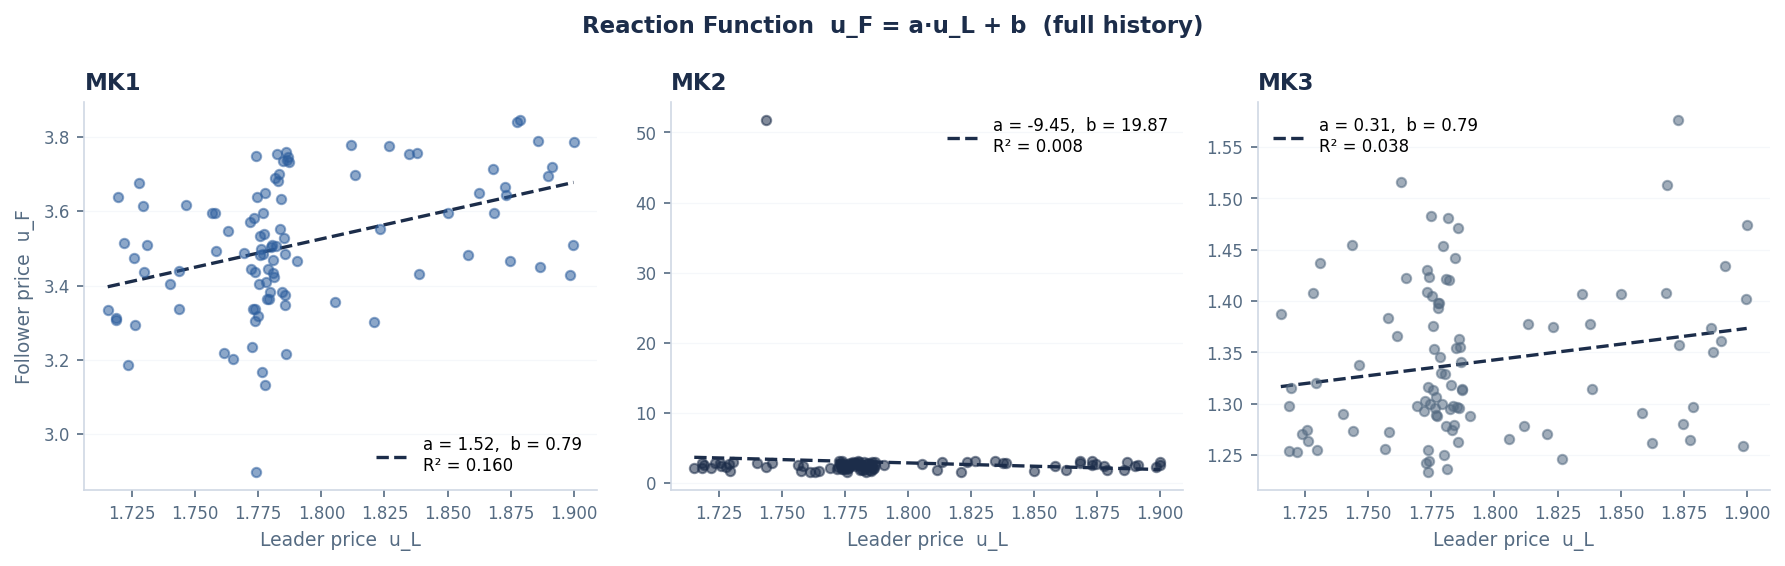 Reaction Function  u_F = a·u_L + b  (full history)
MK1
3.8
3.6
3.4
3.2
3.0
Follower price  u_F
a = 1.52,  b = 0.79
R² = 0.160
1.725 1.750 1.775 1.800 1.825 1.850 1.875 1.900
Leader price  u_L
MK2
50
40
30
20
10
0
a = -9.45,  b = 19.87
R² = 0.008
1.725 1.750 1.775 1.800 1.825 1.850 1.875 1.900
Leader price  u_L
MK3
1.55
1.50
1.45
1.40
1.35
1.30
1.25
a = 0.31,  b = 0.79
R² = 0.038
1.725 1.750 1.775 1.800 1.825 1.850 1.875 1.900
Leader price  u_L